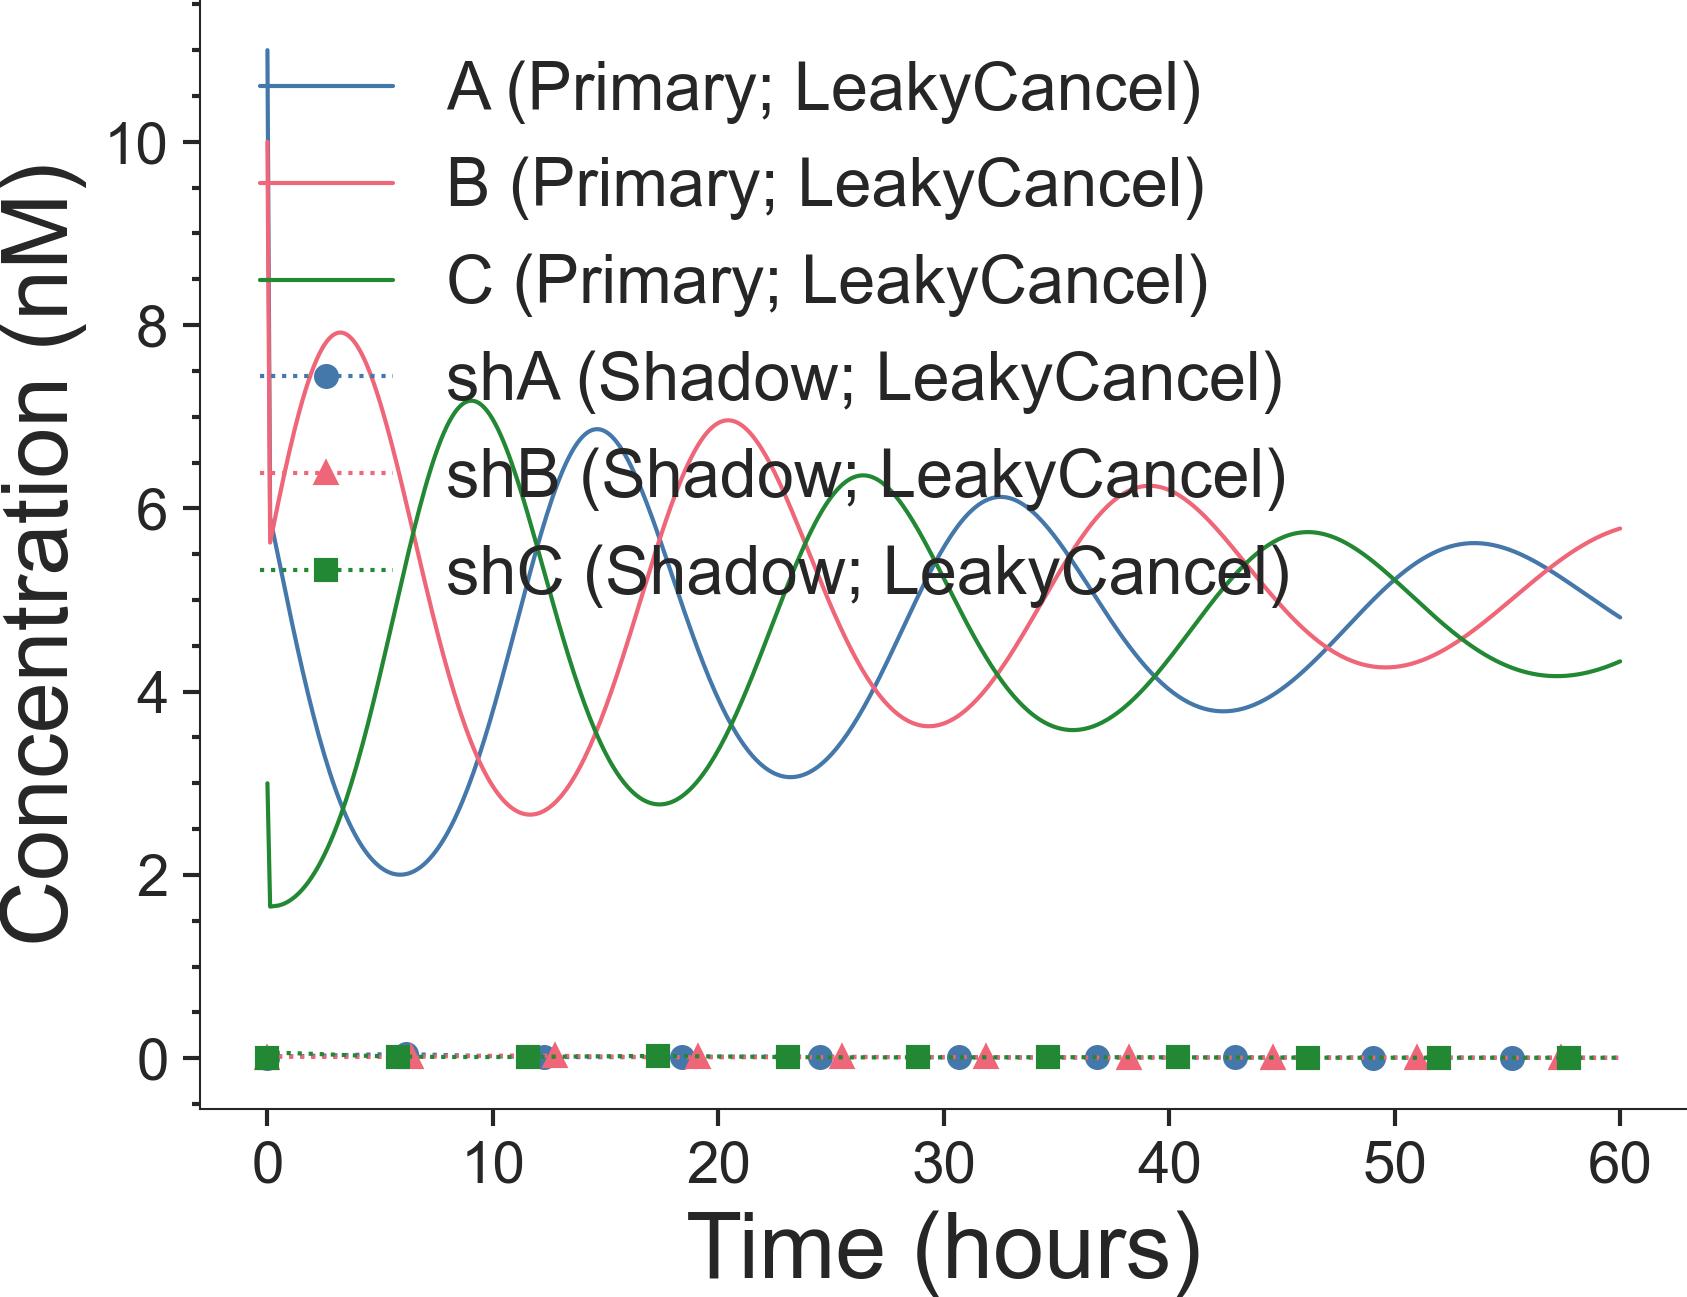 Concentration (nM)
10
8
6
4
2
0
A (Primary; LeakyCancel)
B (Primary; LeakyCancel)
C (Primary; LeakyCancel)
shA (Shadow; LeakyCancel)
shB (Shadow; LeakyCancel)
shC (Shadow; LeakyCancel)
0 10 20 30 40 50 60
Time (hours)